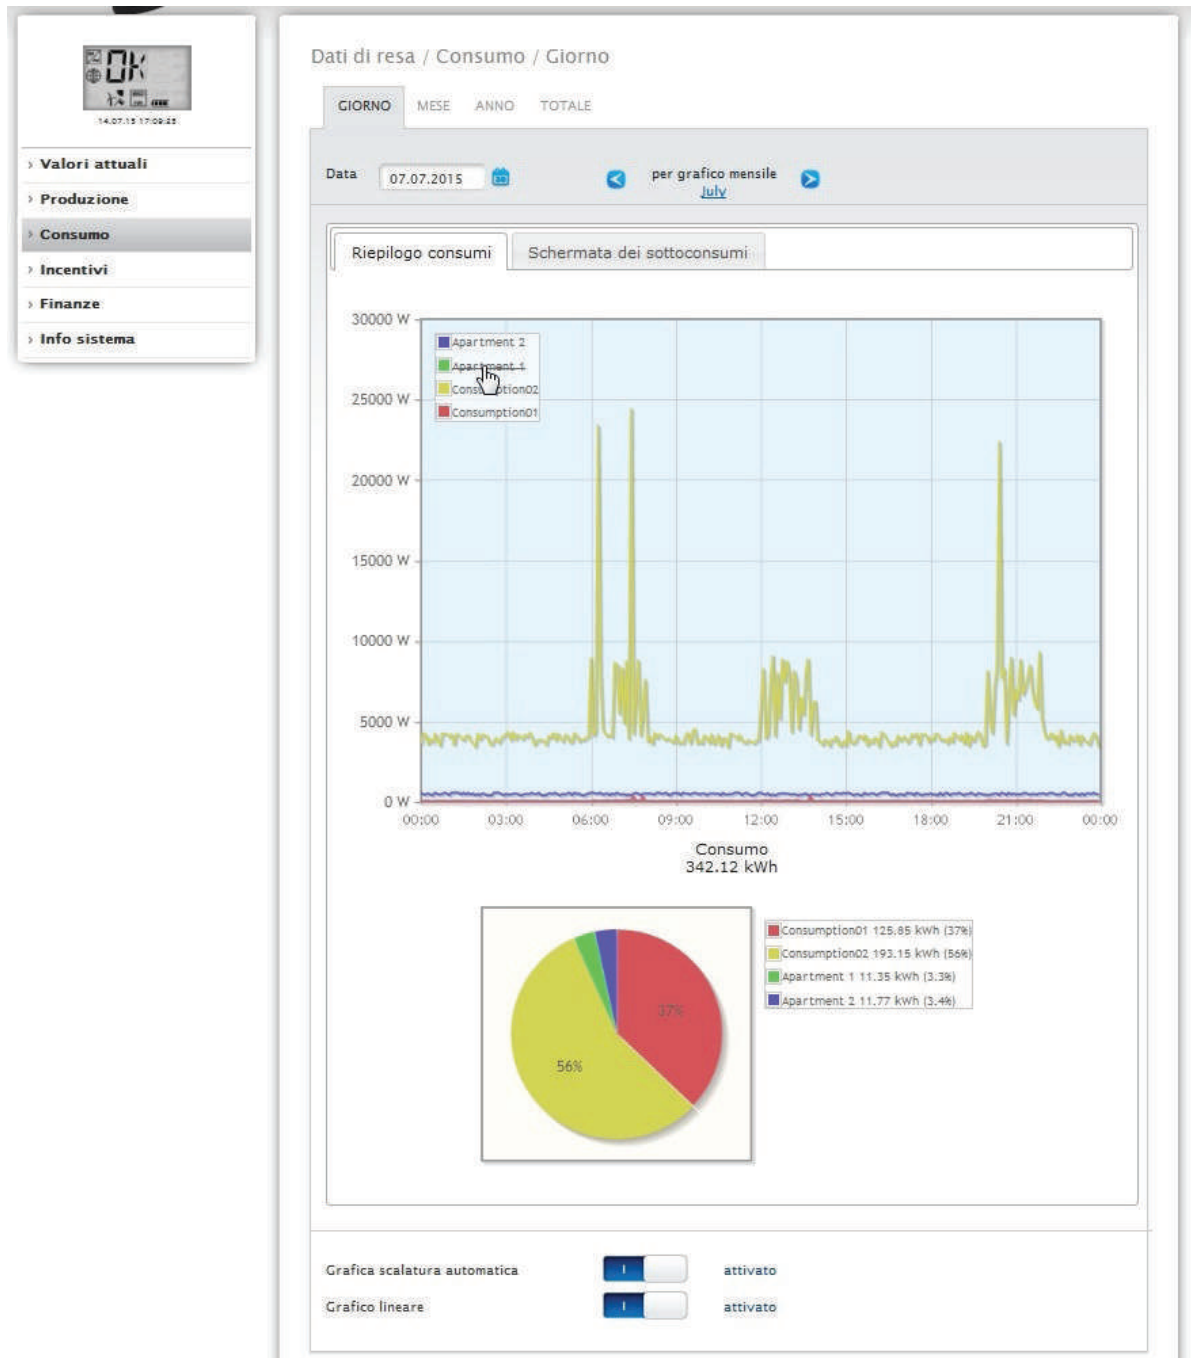 OK
14.07.15 17:09:25
Valori attuali
Produzione
Consumo
Incentivi
Finanze
Info sistema
Dati di resa / Consumo / Giorno
GIORNO MESE ANNO TOTALE
Data 07.07.2015 per grafico mensile
July
Riepilogo consumi Schermata dei sottoconsumi
30000 W
25000 W
20000 W
15000 W
10000 W
5000 W
0 W
Apartment 2
Apartment 1
Consumption02
Consumption01
00:00 03:00 06:00 09:00 12:00 15:00 18:00 21:00 00:00
Consumo
342.12 kWh
37%
56%
Consumption01 125.85 kWh (37%)
Consumption02 193.15 kWh (56%)
Apartment 1 11.35 kWh (3.3%)
Apartment 2 11.77 kWh (3.4%)
Grafica scalatura automatica I attivato
Grafico lineare I attivato